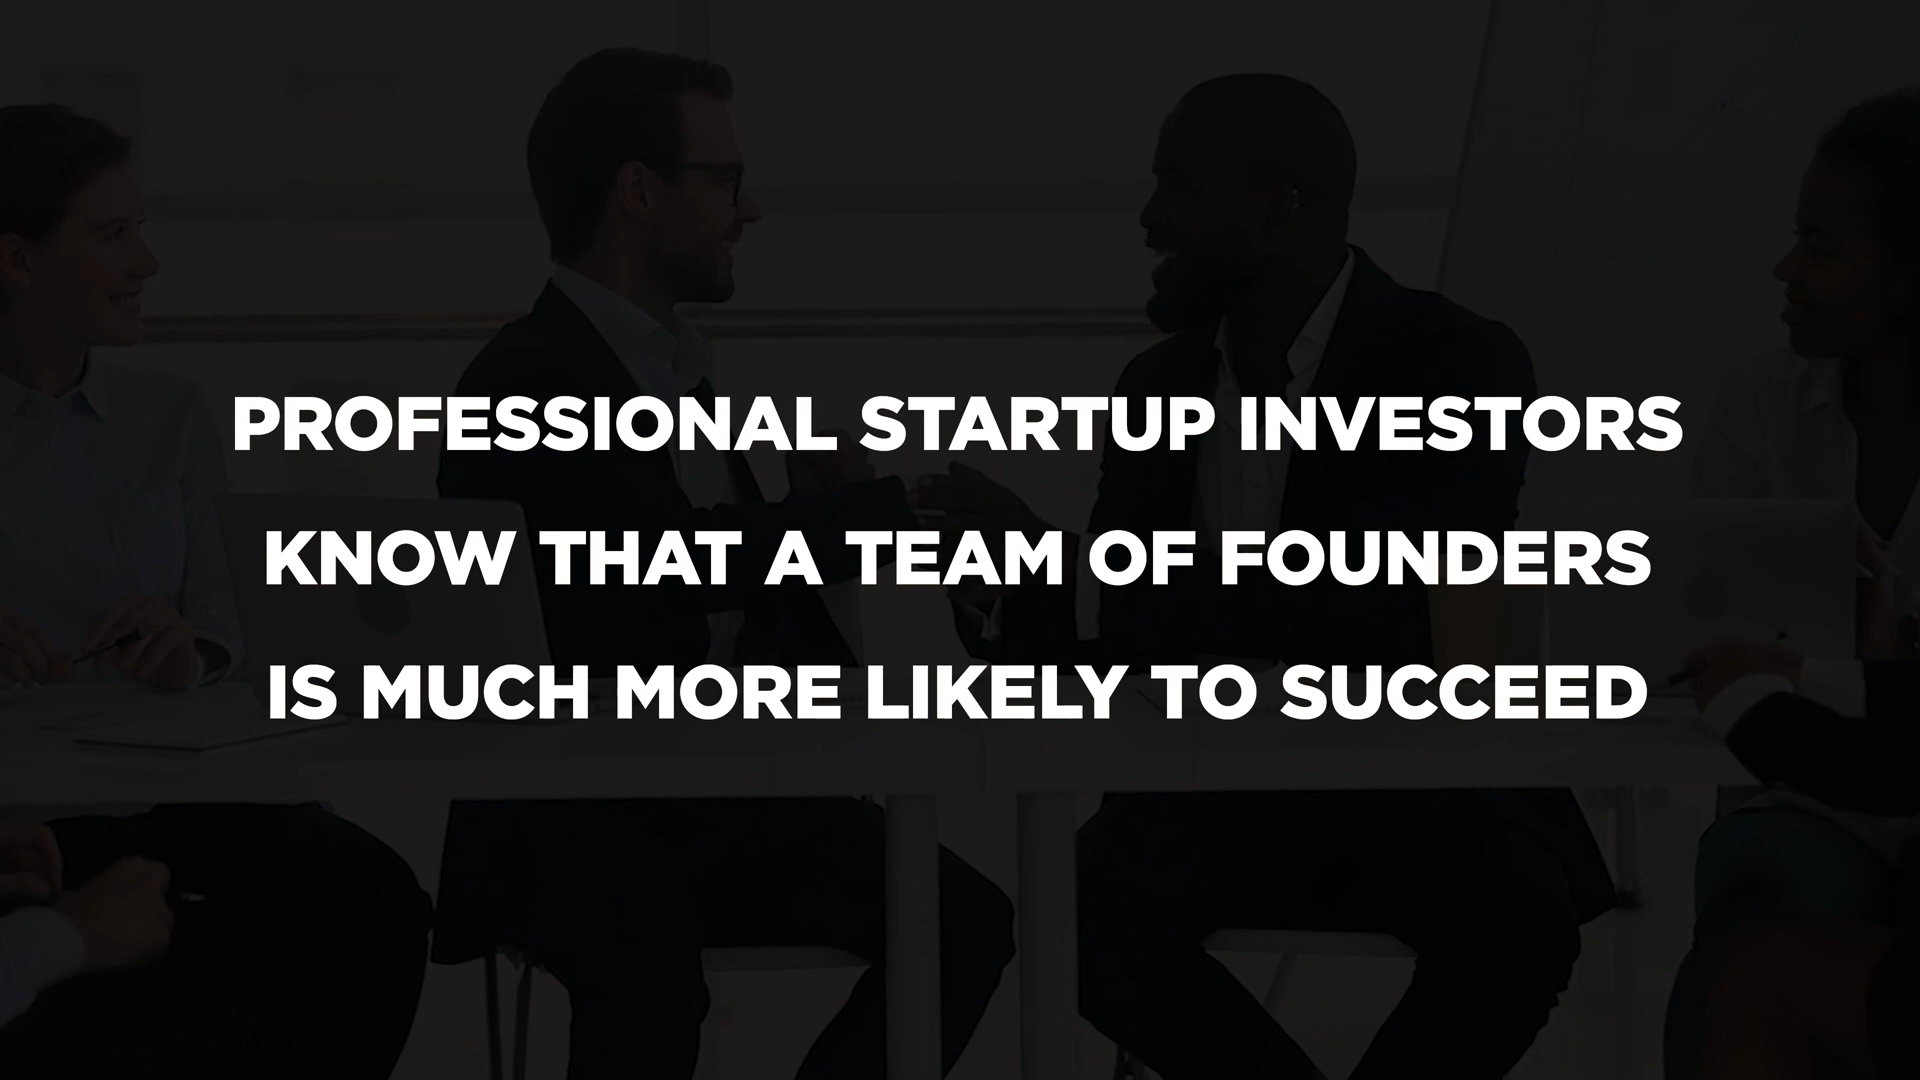 PROFESSIONAL STARTUP INVESTORS
KNOW THAT A TEAM OF FOUNDERS
IS MUCH MORE LIKELY TO SUCCEED